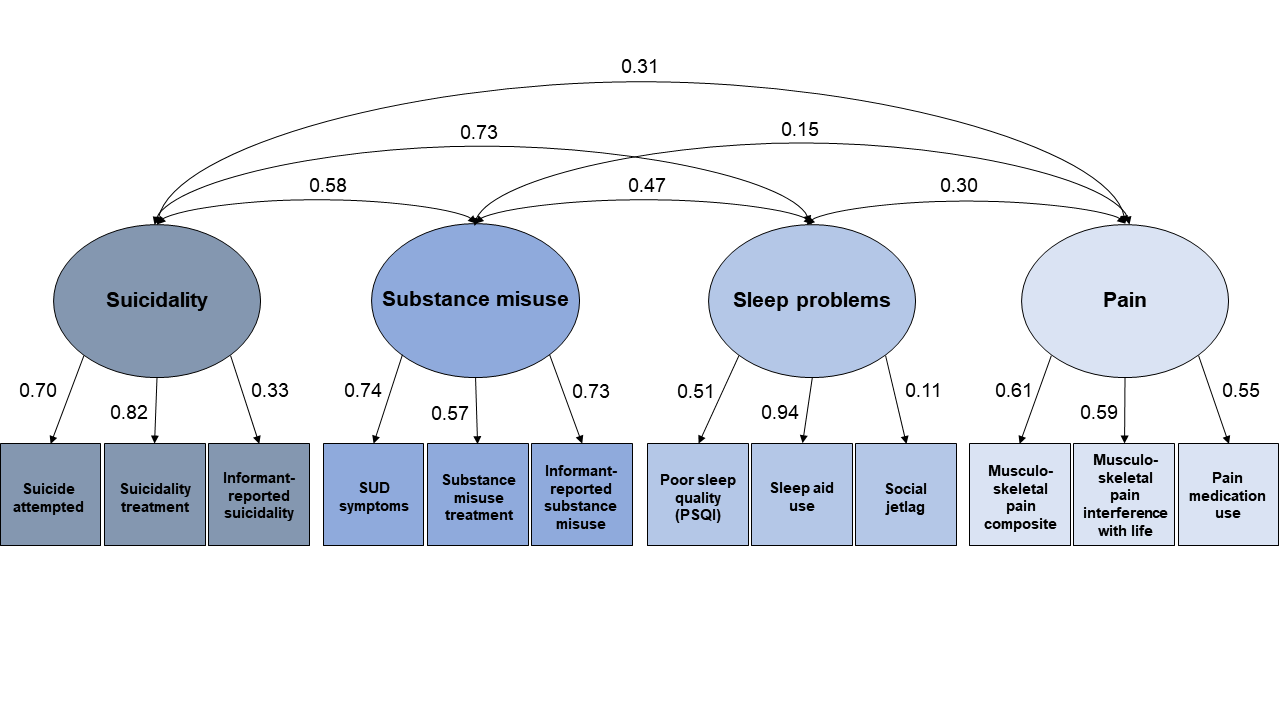 0.31
0.73
0.15
0.58
0.47
0.30
Suicidality
Substance misuse
Sleep problems
Pain
0.70
0.82
0.33
0.74
0.57
0.73
0.51
0.94
0.11
0.61
0.59
0.55
Suicide
attempted
Suicidality
treatment
Informant-
reported
suicidality
SUD
symptoms
Substance
misuse
treatment
Informant-
reported
substance
misuse
Poor sleep
quality
(PSQI)
Sleep aid
use
Social
jetlag
Musculo-
skeletal
pain
composite
Musculo-
skeletal
pain
interference
with life
Pain
medication
use